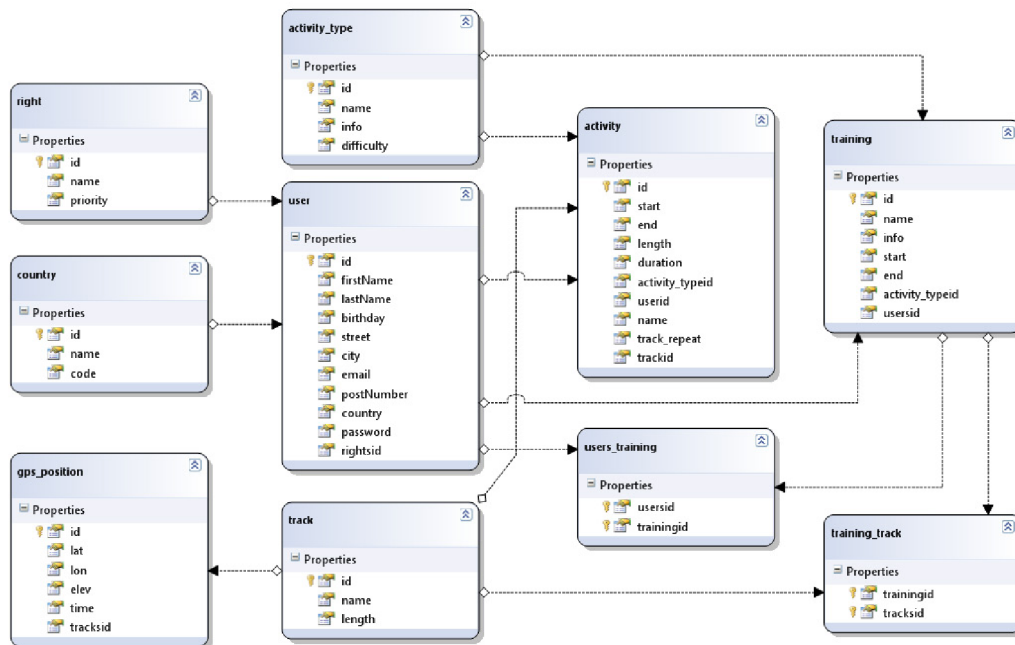 activity_type
Properties
id
name
info
difficulty
right
Properties
id
name
priority
activity
Properties
id
start
end
length
duration
activity_typeid
userid
name
track_repeat
trackid
training
Properties
id
name
info
start
end
activity_typeid
usersid
user
Properties
id
firstName
lastName
birthday
street
city
email
postNumber
country
password
rightsid
country
Properties
id
name
code
users_training
Properties
usersid
trainingid
gps_position
Properties
id
lat
lon
elev
time
tracksid
track
Properties
id
name
length
training_track
Properties
trainingid
tracksid